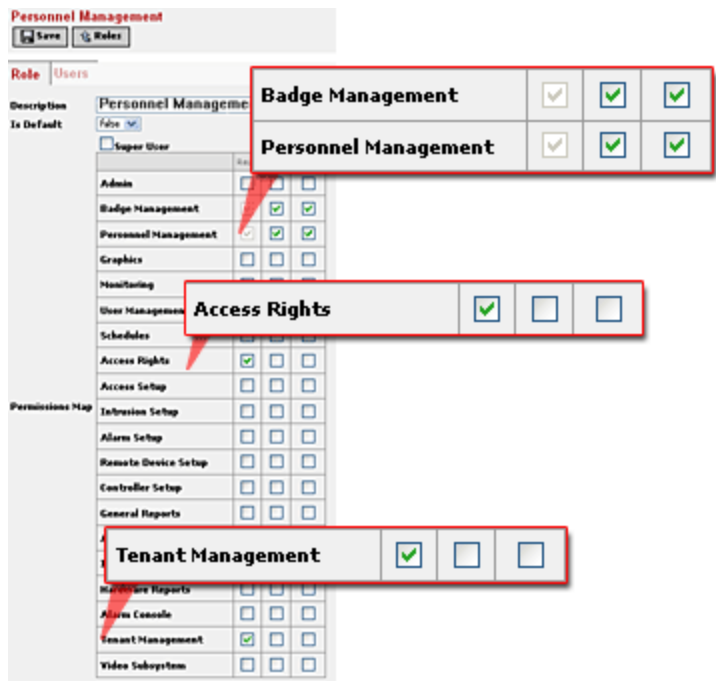 Personnel Management
Save Roles
Role Users
Description Personnel Manageme
Is Default False
Super User
Admin
Badge Management
Personnel Management
Graphics
Monitoring
User Managemen
Schedules
Access Rights
Access Setup
Permissions Map
Intrusion Setup
Alarm Setup
Remote Device Setup
Controller Setup
General Reports
Hardware Reports
Alarm Console
Tenant Management
Video Subsystem
Badge Management
Personnel Management
Access Rights
Tenant Management